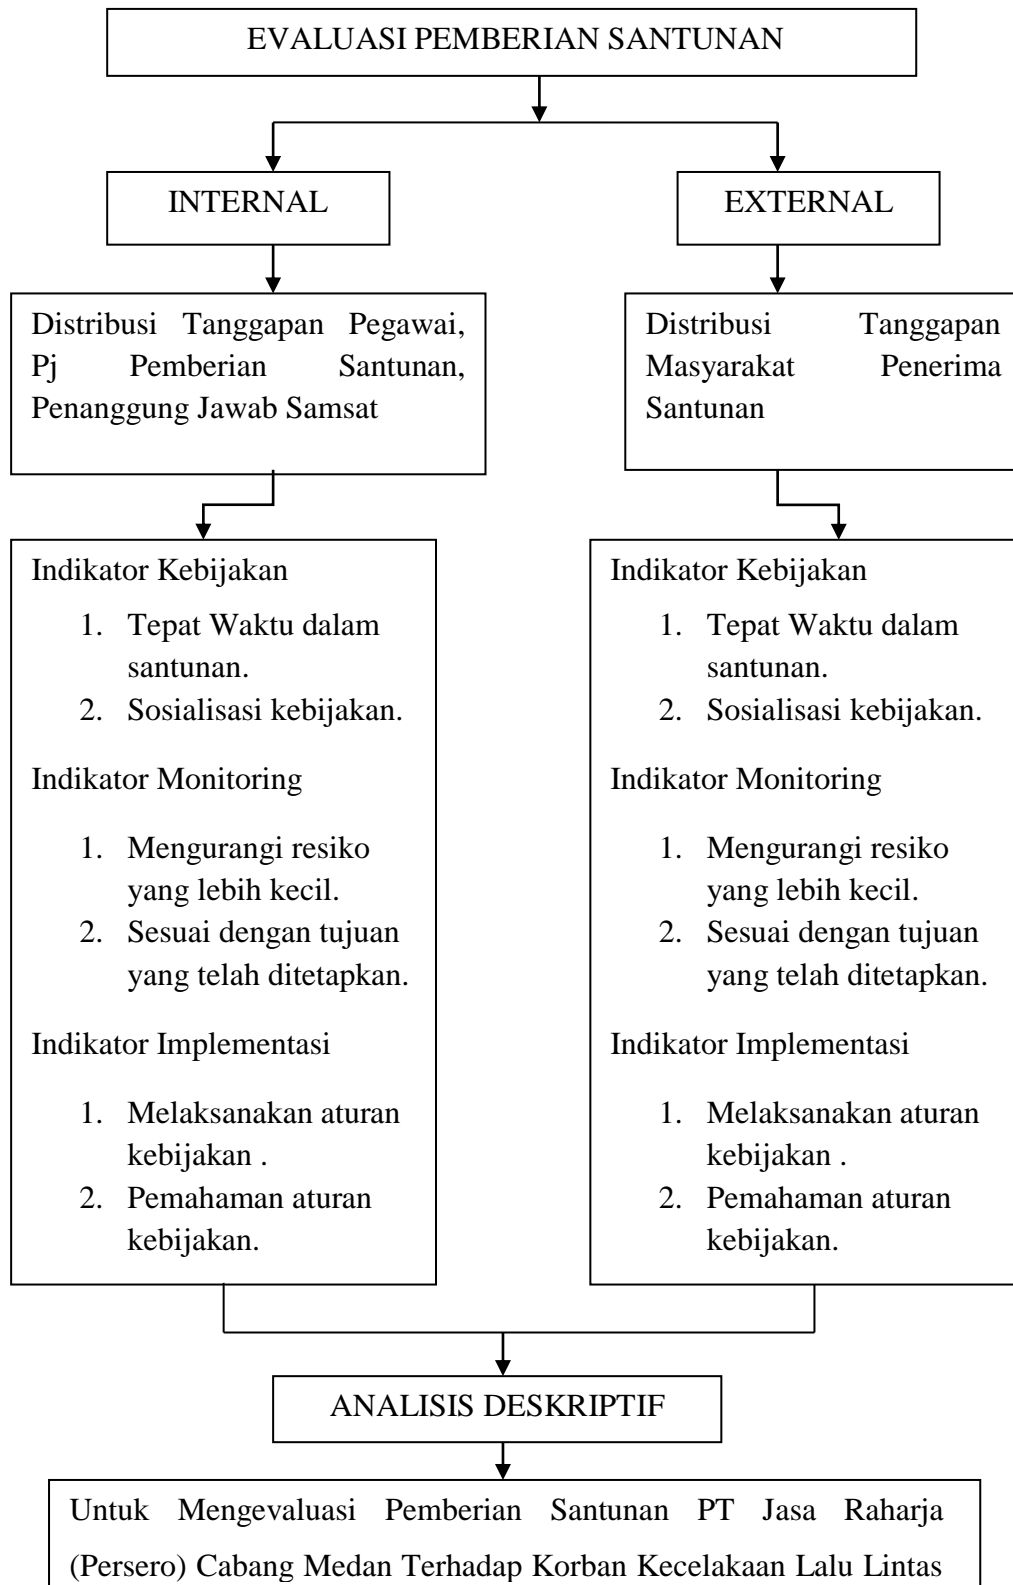 EVALUASI PEMBERIAN SANTUNAN
INTERNAL
EXTERNAL
Distribusi Tanggapan Pegawai,
Pj Pemberian Santunan,
Penanggung Jawab Samsat
Distribusi Tanggapan
Masyarakat Penerima
Santunan
Indikator Kebijakan
1. Tepat Waktu dalam
santunan.
2. Sosialisasi kebijakan.
Indikator Monitoring
1. Mengurangi resiko
yang lebih kecil.
2. Sesuai dengan tujuan
yang telah ditetapkan.
Indikator Implementasi
1. Melaksanakan aturan
kebijakan .
2. Pemahaman aturan
kebijakan.
Indikator Kebijakan
1. Tepat Waktu dalam
santunan.
2. Sosialisasi kebijakan.
Indikator Monitoring
1. Mengurangi resiko
yang lebih kecil.
2. Sesuai dengan tujuan
yang telah ditetapkan.
Indikator Implementasi
1. Melaksanakan aturan
kebijakan .
2. Pemahaman aturan
kebijakan.
ANALISIS DESKRIPTIF
Untuk Mengevaluasi Pemberian Santunan PT Jasa Raharja
(Persero) Cabang Medan Terhadap Korban Kecelakaan Lalu Lintas